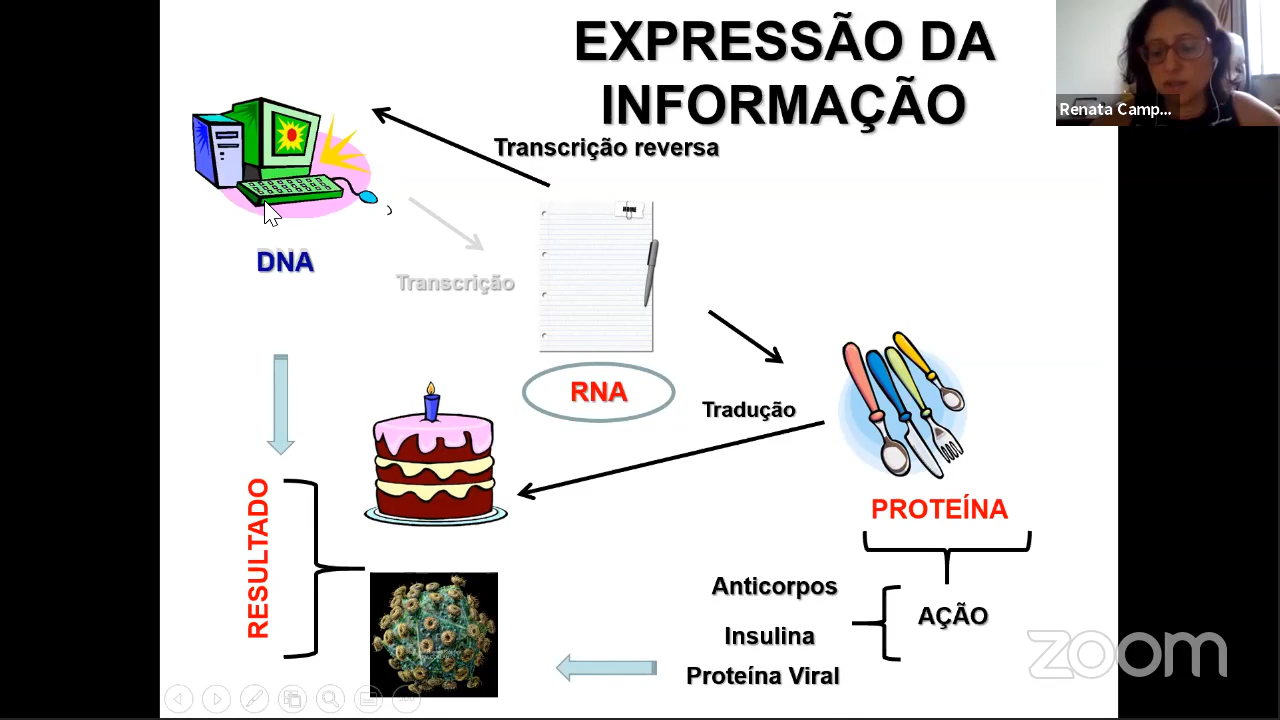 EXPRESSÃO DA
INFORMAÇÃO
Renata Camp...
Transcrição reversa
DNA
Transcrição
RNA
Tradução
PROTEÍNA
RESULTADO
Anticorpos
AÇÃO
Insulina
Proteína Viral
zoom